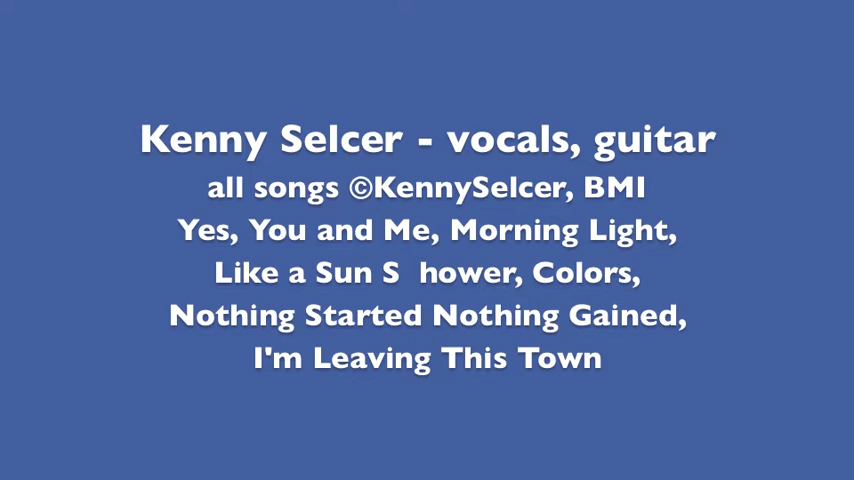 Kenny Selcer - vocals, guitar
all songs ©KennySelcer, BMI
Yes, You and Me, Morning Light,
Like a Sun S  hower, Colors,
Nothing Started Nothing Gained,
I'm Leaving This Town